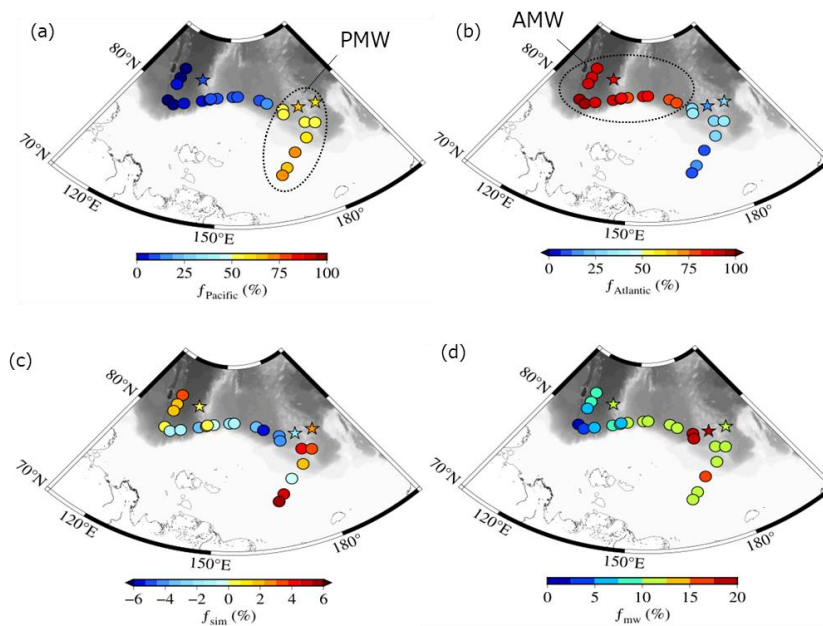 (a)
PMW
80°N
70°N
120°E
150°E
180°
0 25 50 75 100
fPacific (%)
(b)
AMW
80°N
70°N
120°E
150°E
180°
0 25 50 75 100
fAtlantic (%)
(c)
80°N
70°N
120°E
150°E
180°
−6 −4 −2 0 2 4 6
fsim (%)
(d)
80°N
70°N
120°E
150°E
180°
0 5 10 15 20
fmw (%)